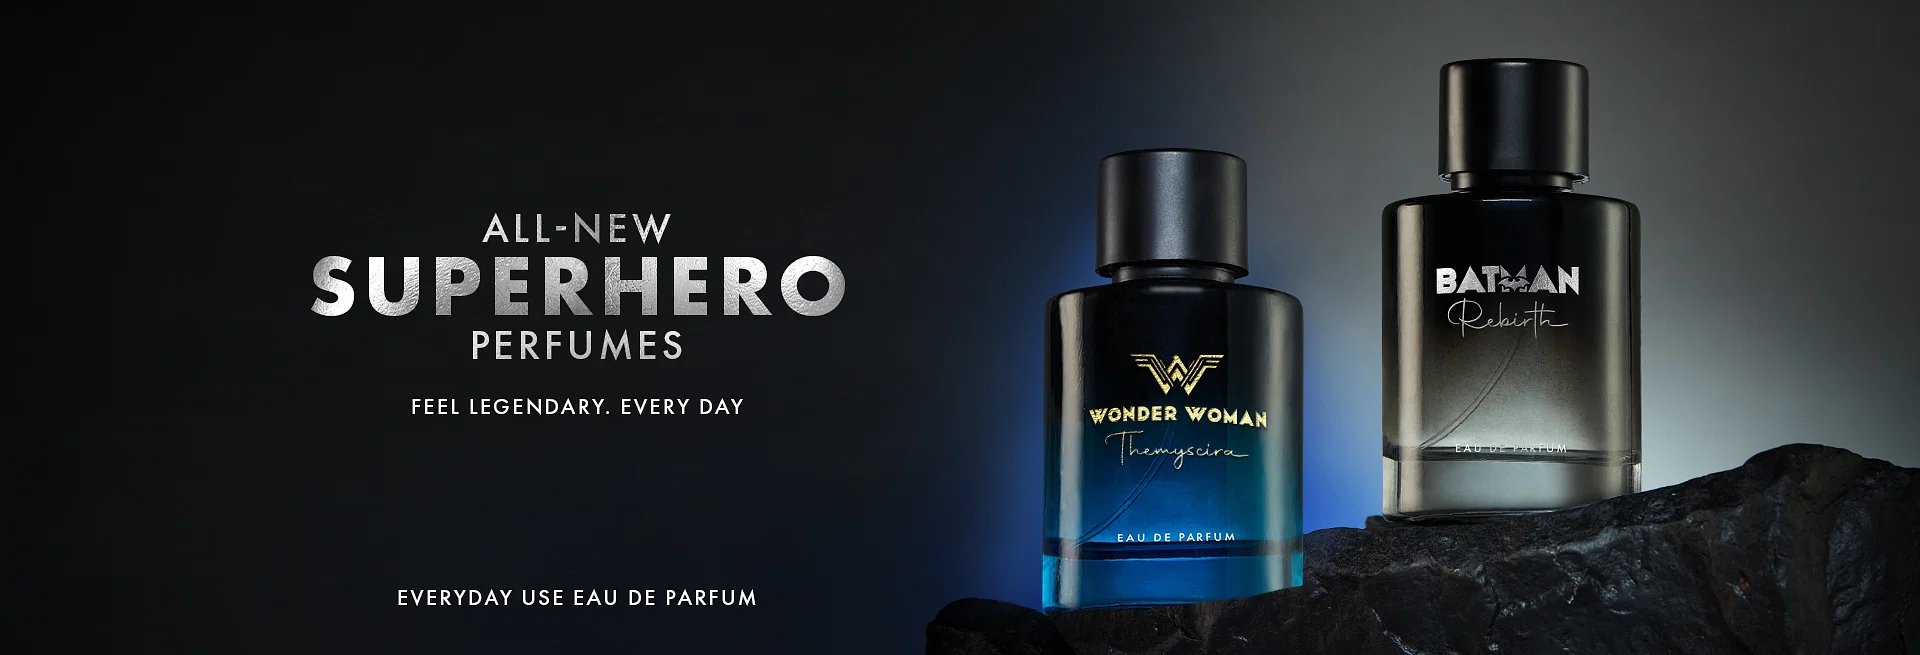 ALL-NEW
SUPERHERO
PERFUMES
FEEL LEGENDARY. EVERY DAY
EVERYDAY USE EAU DE PARFUM
WONDER WOMAN
Themyscira
EAU DE PARFUM
BATMAN
Rebirth
EAU DE PARFUM